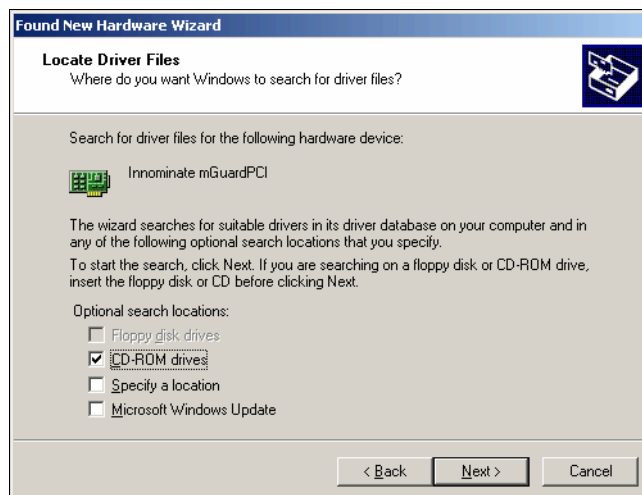 Found New Hardware Wizard
Locate Driver Files
Where do you want Windows to search for driver files?
Search for driver files for the following hardware device:
Innominate mGuardPCI
The wizard searches for suitable drivers in its driver database on your computer and in
any of the following optional search locations that you specify.
To start the search, click Next. If you are searching on a floppy disk or CD-ROM drive,
insert the floppy disk or CD before clicking Next.
Optional search locations:
Floppy disk drives
CD-ROM drives
Specify a location
Microsoft Windows Update
< Back Next > Cancel